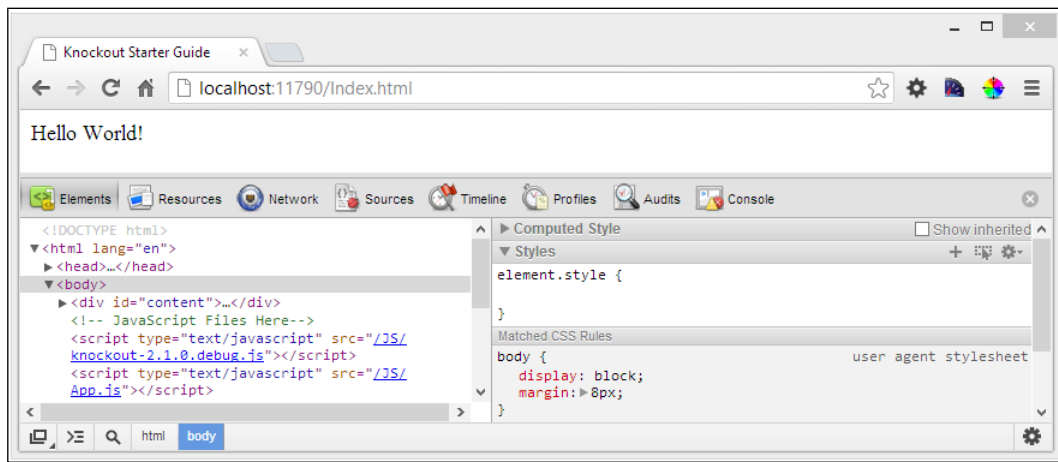 Knockout Starter Guide
localhost:11790/Index.html
Hello World!
Elements Resources Network Sources Timeline Profiles Audits Console
<!DOCTYPE html>
▼<html lang="en">
▶<head>…</head>
▼<body>
▶<div id="content">…</div>
<!-- JavaScript Files Here-->
<script type="text/javascript" src="/JS/
knockout-2.1.0.debug.js"></script>
<script type="text/javascript" src="/JS/
App.js"></script>
▶ Computed Style Show inherited
▼ Styles
element.style {
}
Matched CSS Rules
body { user agent stylesheet
display: block;
margin:▶8px;
}
html body